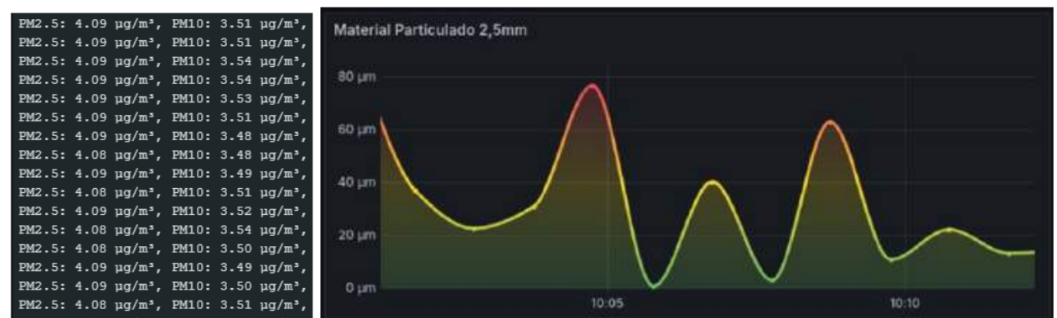 PM2.5: 4.09 µg/m³, PM10: 3.51 µg/m³,
PM2.5: 4.09 µg/m³, PM10: 3.51 µg/m³,
PM2.5: 4.09 µg/m³, PM10: 3.54 µg/m³,
PM2.5: 4.09 µg/m³, PM10: 3.54 µg/m³,
PM2.5: 4.09 µg/m³, PM10: 3.53 µg/m³,
PM2.5: 4.09 µg/m³, PM10: 3.51 µg/m³,
PM2.5: 4.09 µg/m³, PM10: 3.48 µg/m³,
PM2.5: 4.08 µg/m³, PM10: 3.48 µg/m³,
PM2.5: 4.09 µg/m³, PM10: 3.49 µg/m³,
PM2.5: 4.08 µg/m³, PM10: 3.51 µg/m³,
PM2.5: 4.09 µg/m³, PM10: 3.52 µg/m³,
PM2.5: 4.08 µg/m³, PM10: 3.54 µg/m³,
PM2.5: 4.08 µg/m³, PM10: 3.50 µg/m³,
PM2.5: 4.09 µg/m³, PM10: 3.49 µg/m³,
PM2.5: 4.09 µg/m³, PM10: 3.50 µg/m³,
PM2.5: 4.08 µg/m³, PM10: 3.51 µg/m³,
Material Particulado 2,5mm
80 µm
60 µm
40 µm
20 µm
0 µm
10:05 10:10